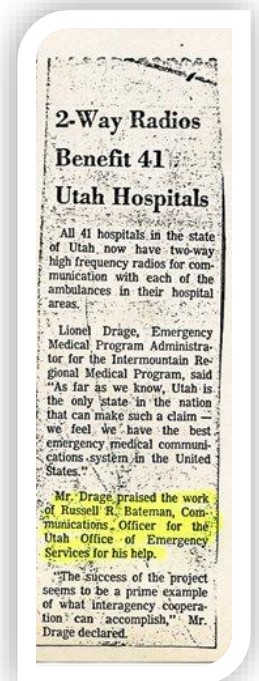 2-Way Radios
Benefit 41
Utah Hospitals
All 41 hospitals in the state
of Utah now have two-way
high frequency radios for com-
munication with each of the
ambulances in their hospital
areas.
Lionel Drage, Emergency
Medical Program Administra-
tor for the Intermountain Re-
gional Medical Program, said
"As far as we know, Utah is
the only state in the nation
that can make such a claim —
we feel we have the best
emergency medical communi-
cations system in the United
States."
Mr. Drage praised the work
of Russell R. Bateman, Com-
munications Officer for the
Utah Office of Emergency
Services for his help.
"The success of the project
seems to be a prime example
of what interagency coopera-
tion can accomplish," Mr.
Drage declared.